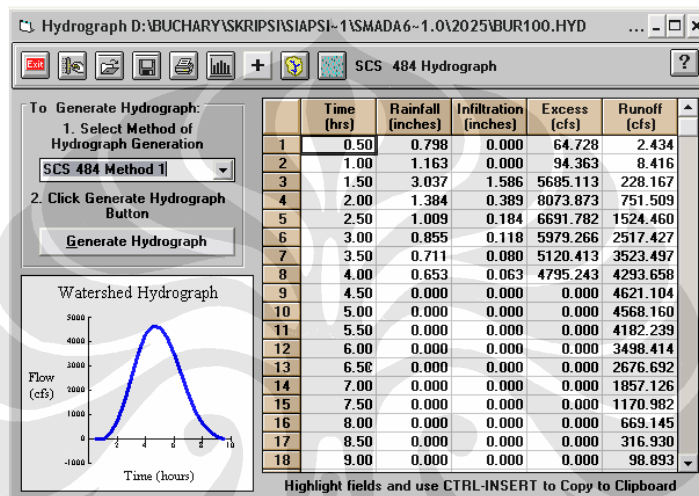 Hydrograph D:\BUCHARY\SKRIPSI\SIAPSI~1\SMADA6~1.0\2025\BUR100.HYD ...
Exit + SCS 484 Hydrograph ?
To Generate Hydrograph:
1. Select Method of
Hydrograph Generation
SCS 484 Method 1
2. Click Generate Hydrograph
Button
Generate Hydrograph
Watershed Hydrograph
5000
4000
3000
2000
1000
0
-1000
Flow
(cfs)
2 4 6 8 10
Time (hours)
Time Rainfall Infiltration Excess Runoff
(hrs) (inches) (inches) (cfs) (cfs)
1 0.50 0.798 0.000 64.728 2.434
2 1.00 1.163 0.000 94.363 8.416
3 1.50 3.037 1.586 5685.113 228.167
4 2.00 1.384 0.389 8073.873 751.509
5 2.50 1.009 0.184 6691.782 1524.460
6 3.00 0.855 0.118 5979.266 2517.427
7 3.50 0.711 0.080 5120.413 3523.497
8 4.00 0.653 0.063 4795.243 4293.658
9 4.50 0.000 0.000 0.000 4621.104
10 5.00 0.000 0.000 0.000 4568.160
11 5.50 0.000 0.000 0.000 4182.239
12 6.00 0.000 0.000 0.000 3498.414
13 6.50 0.000 0.000 0.000 2676.692
14 7.00 0.000 0.000 0.000 1857.126
15 7.50 0.000 0.000 0.000 1170.982
16 8.00 0.000 0.000 0.000 669.145
17 8.50 0.000 0.000 0.000 316.930
18 9.00 0.000 0.000 0.000 98.893
Highlight fields and use CTRL-INSERT to Copy to Clipboard